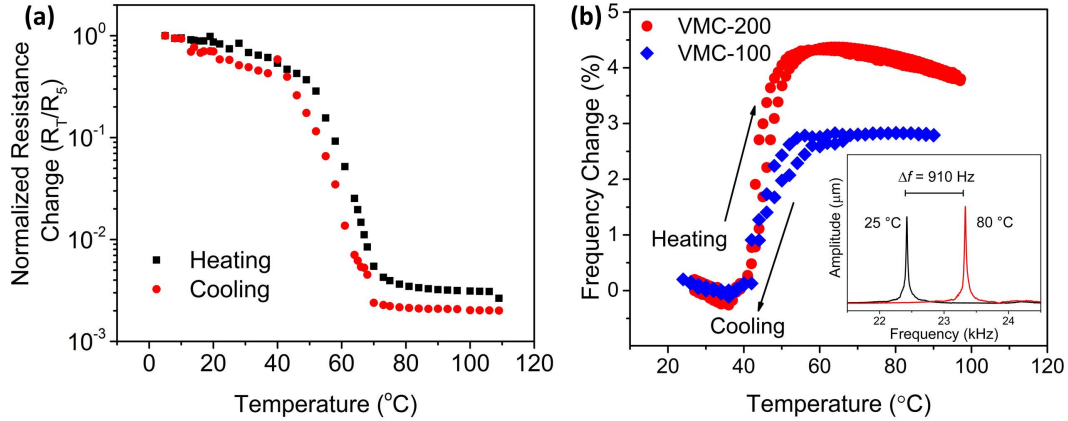 (a)
Normalized Resistance
Change (R_T/R_5)
10^0
10^-1
10^-2
10^-3
Heating
Cooling
0 20 40 60 80 100 120
Temperature (°C)
(b)
Frequency Change (%)
5
4
3
2
1
0
VMC-200
VMC-100
Heating
Cooling
20 40 60 80 100 120
Temperature (°C)
Δf = 910 Hz
25 °C
80 °C
Amplitude (μm)
22 23 24
Frequency (kHz)